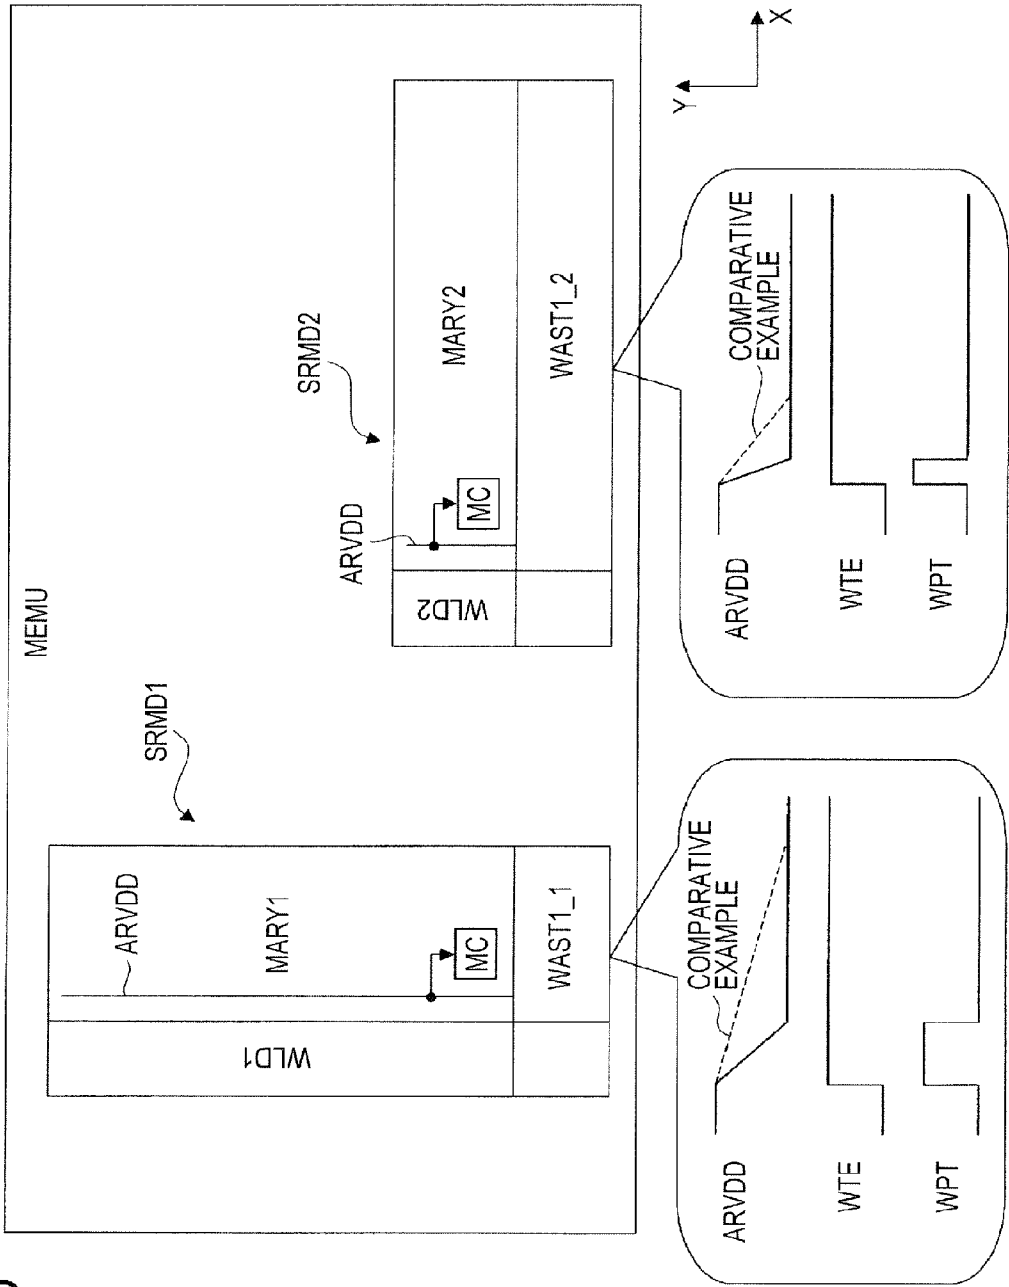 MEMU
SRMD1
SRMD2
ARVDD
MARY1
MC
WLD1
WAST1_1
ARVDD
MARY2
MC
WLD2
WAST1_2
Y
X
COMPARATIVE
EXAMPLE
ARVDD
WTE
WPT
COMPARATIVE
EXAMPLE
ARVDD
WTE
WPT